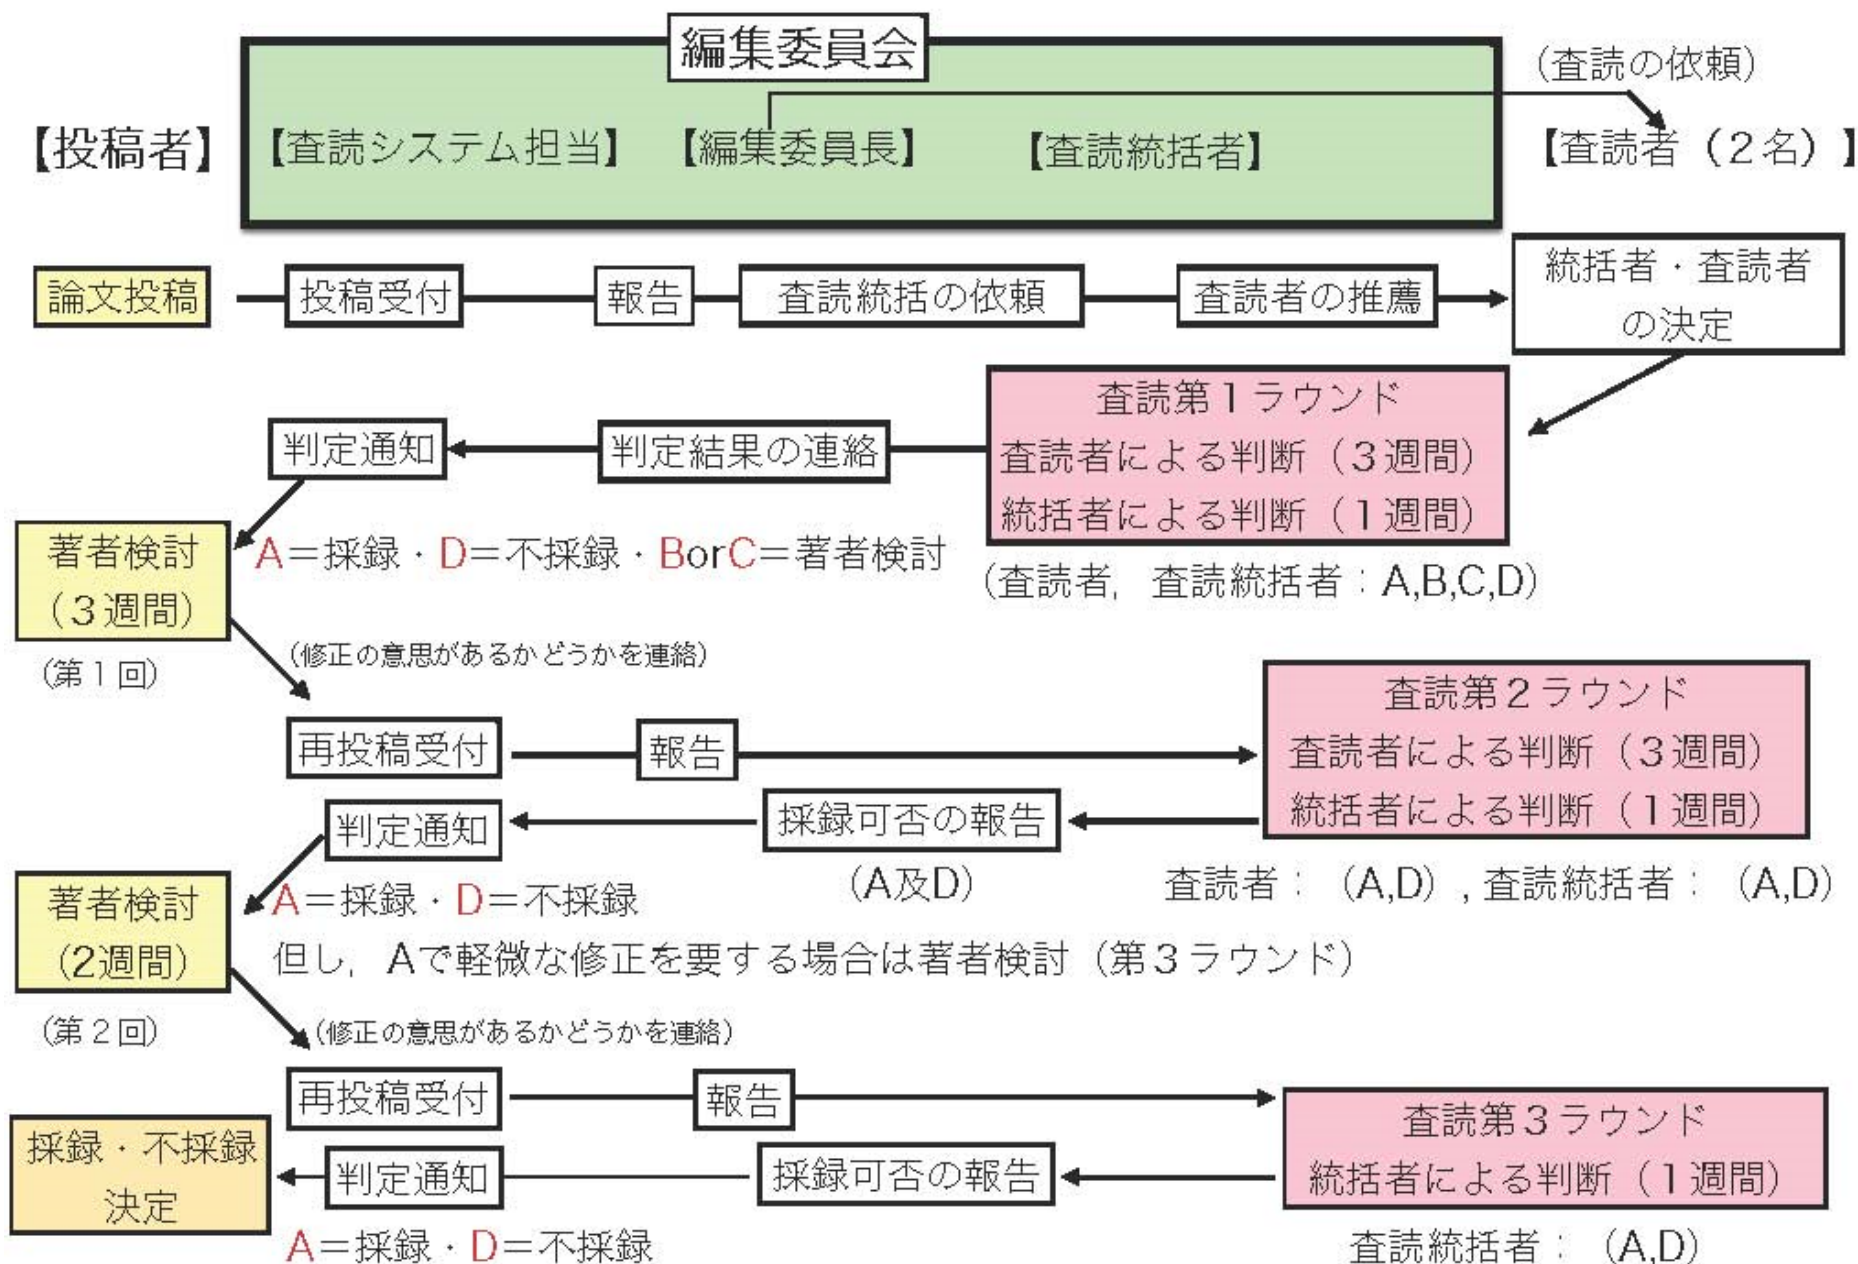 編集委員会
(査読の依頼)
【投稿者】
【査読システム担当】
【編集委員長】
【査読統括者】
【査読者(2名)】
論文投稿
投稿受付
報告
査読統括の依頼
査読者の推薦
統括者・査読者
の決定
査読第1ラウンド
査読者による判断(3週間)
統括者による判断(1週間)
(査読者, 査読統括者:A,B,C,D)
判定結果の連絡
判定通知
A=採録・D=不採録・BorC=著者検討
著者検討
(3週間)
(第1回)
(修正の意思があるかどうかを連絡)
再投稿受付
報告
査読第2ラウンド
査読者による判断(3週間)
統括者による判断(1週間)
査読者:(A,D),査読統括者:(A,D)
採録可否の報告
(A及D)
判定通知
A=採録・D=不採録
但し, Aで軽微な修正を要する場合は著者検討(第3ラウンド)
著者検討
(2週間)
(第2回)
(修正の意思があるかどうかを連絡)
再投稿受付
報告
査読第3ラウンド
統括者による判断(1週間)
査読統括者:(A,D)
採録可否の報告
判定通知
A=採録・D=不採録
採録・不採録
決定